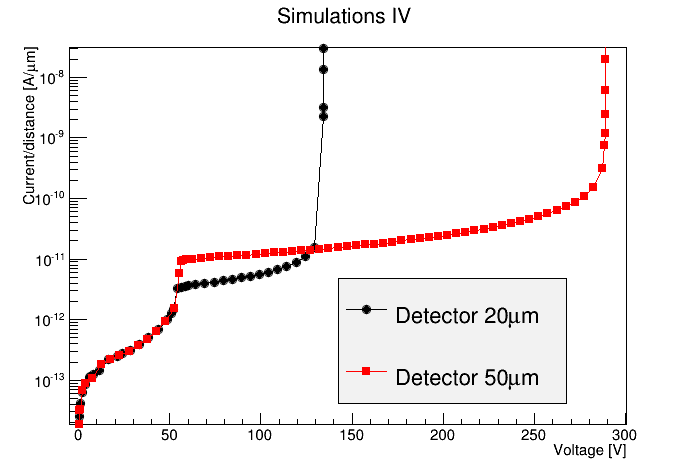 Simulations IV
Current/distance [A/μm]
10⁻⁸
10⁻⁹
10⁻¹⁰
10⁻¹¹
10⁻¹²
10⁻¹³
Detector 20μm
Detector 50μm
0 50 100 150 200 250 300
Voltage [V]